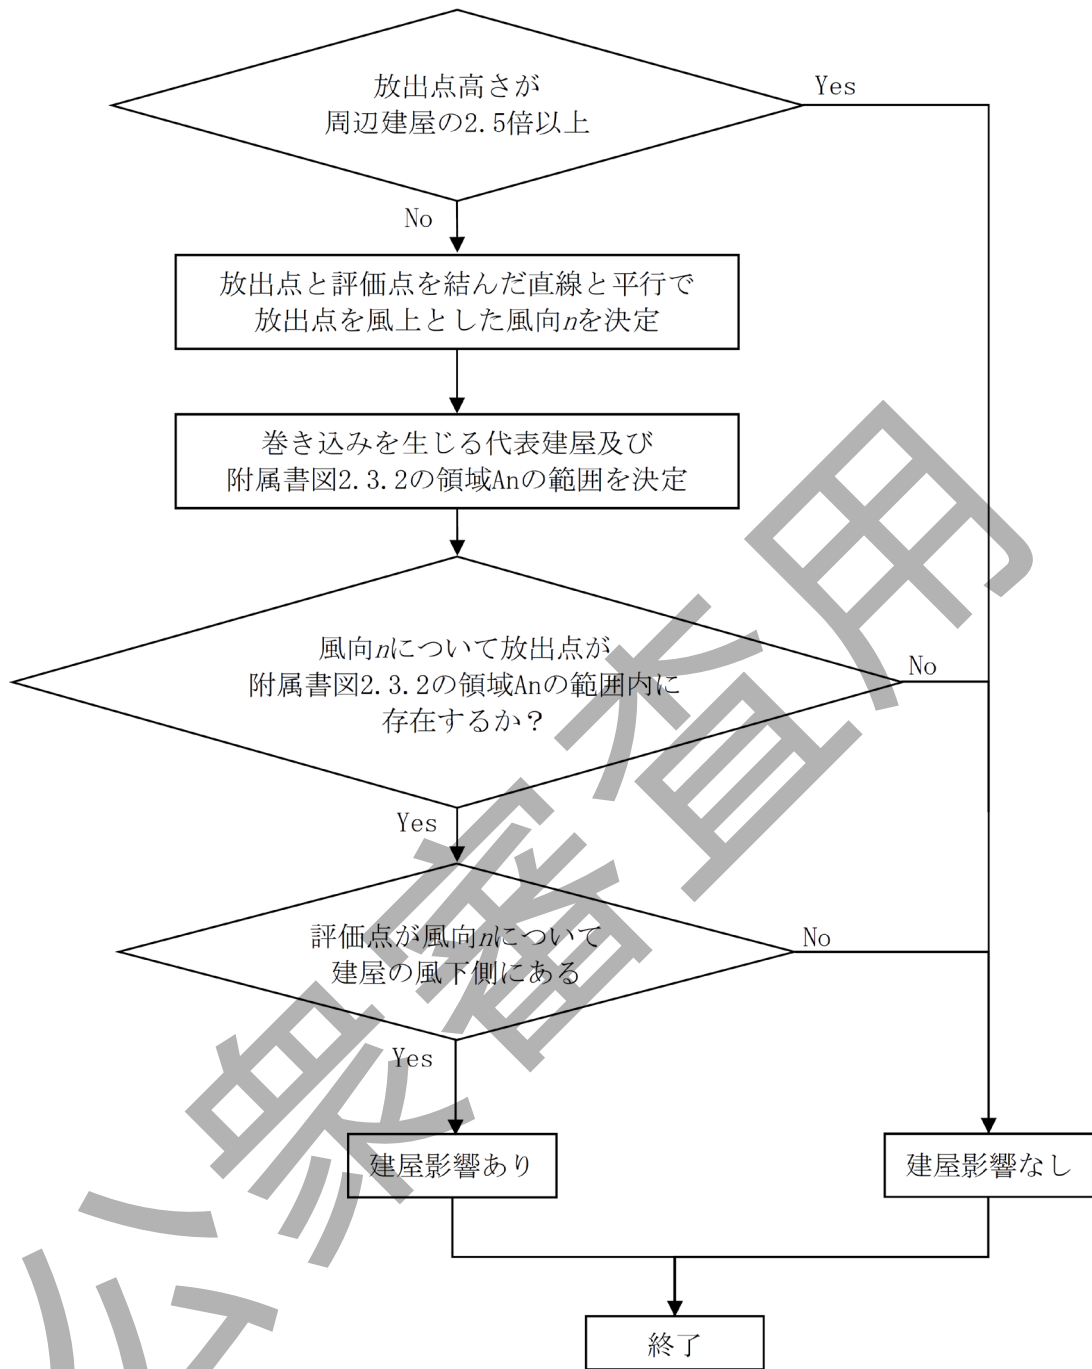 放出点高さが
周辺建屋の2.5倍以上
Yes
No
放出点と評価点を結んだ直線と平行で
放出点を風上とした風向nを決定
巻き込みを生じる代表建屋及び
附属書図2.3.2の領域Anの範囲を決定
風向nについて放出点が
附属書図2.3.2の領域Anの範囲内に
存在するか？
No
Yes
評価点が風向nについて
建屋の風下側にある
No
Yes
建屋影響あり
建屋影響なし
終了
公衆審査用